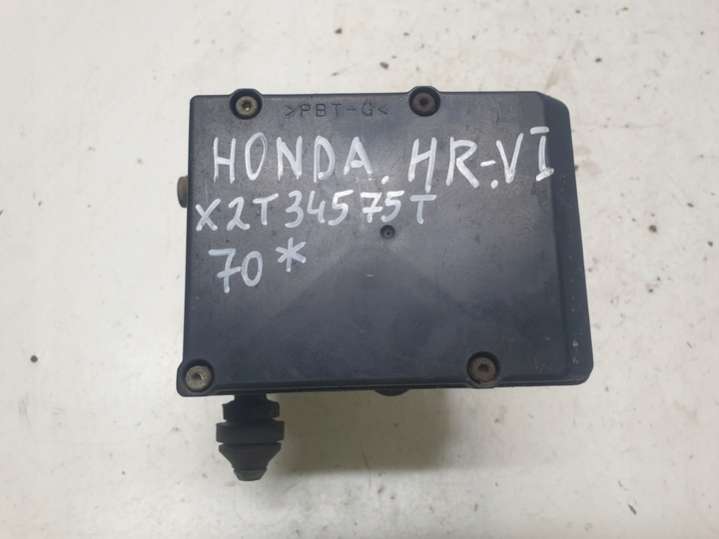 >PBT-G<
HONDA. HR-VI
X2T34575T
70*